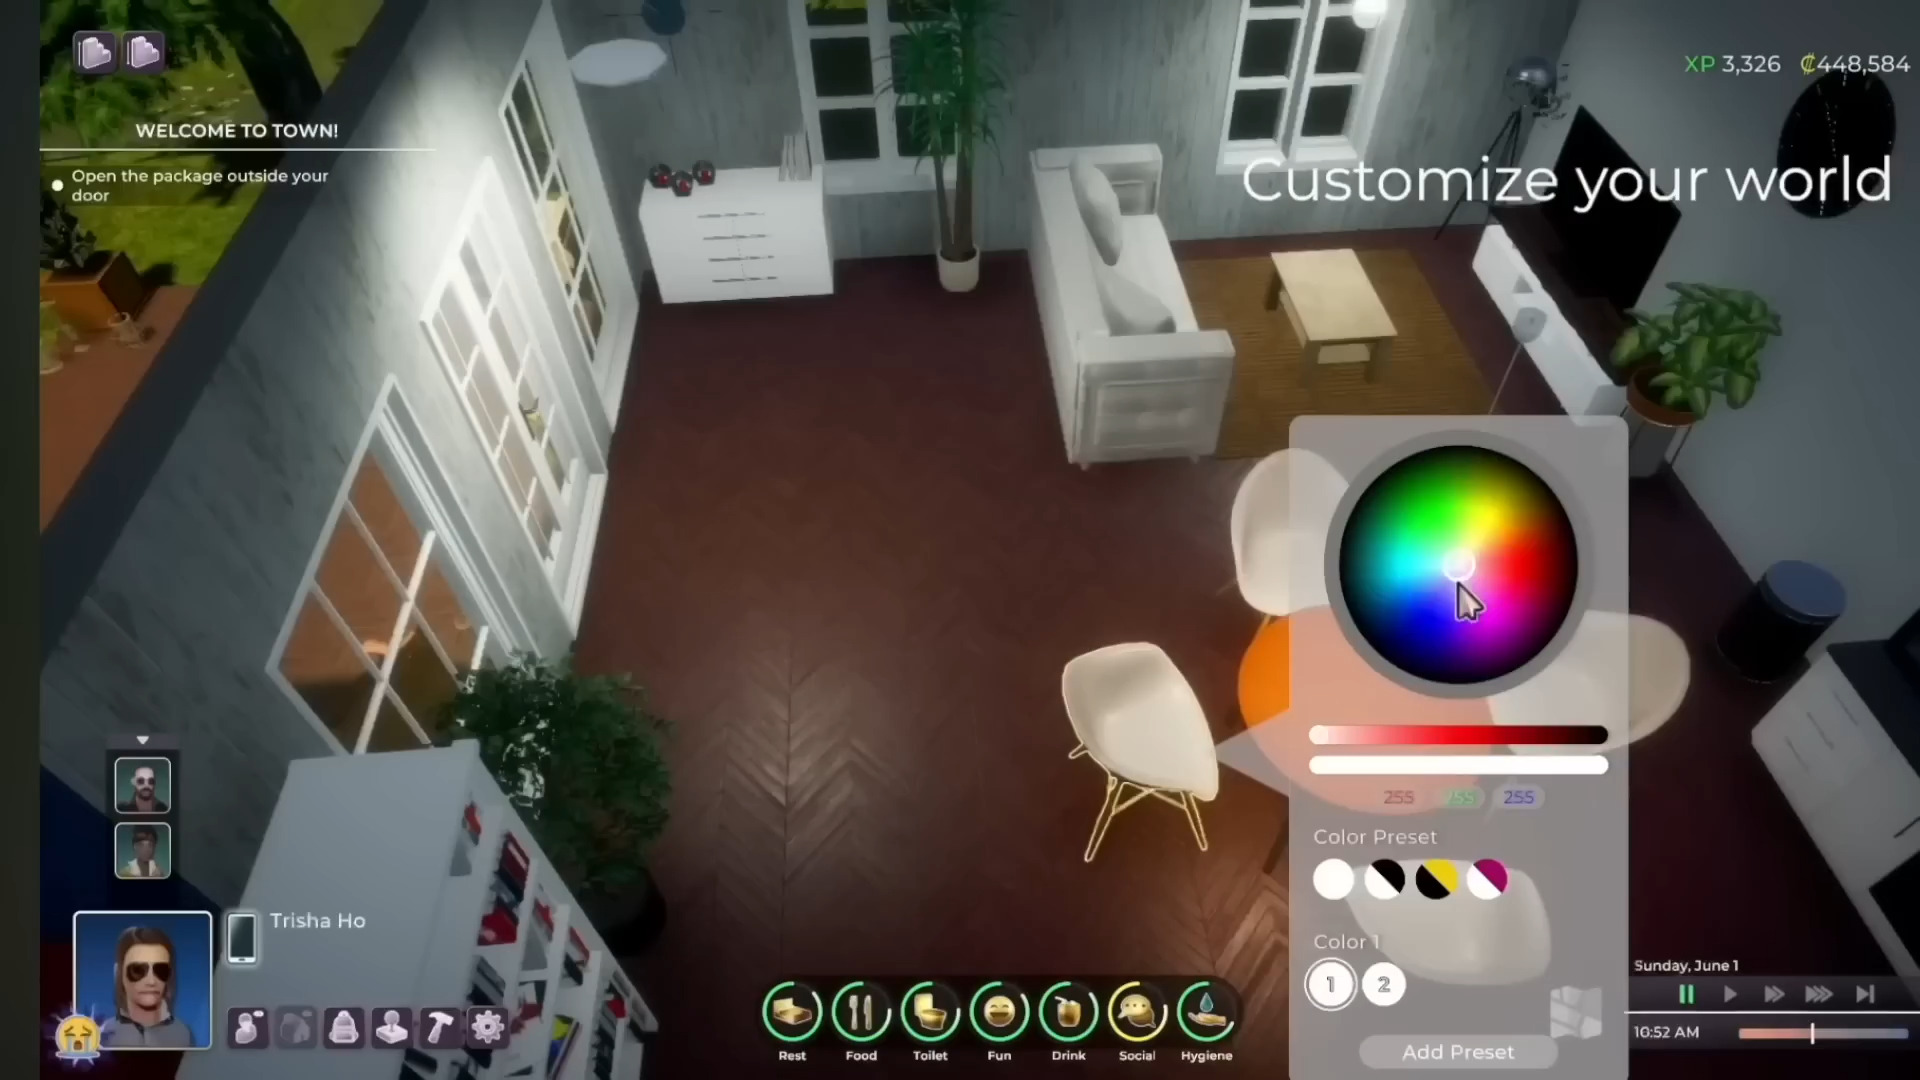 XP 3,326 ₡448,584
WELCOME TO TOWN!
Open the package outside your
door
Customize your world
255 255 255
Color Preset
Color 1
1 2
Add Preset
Trisha Ho
Rest Food Toilet Fun Drink Social Hygiene
Sunday, June 1
10:52 AM